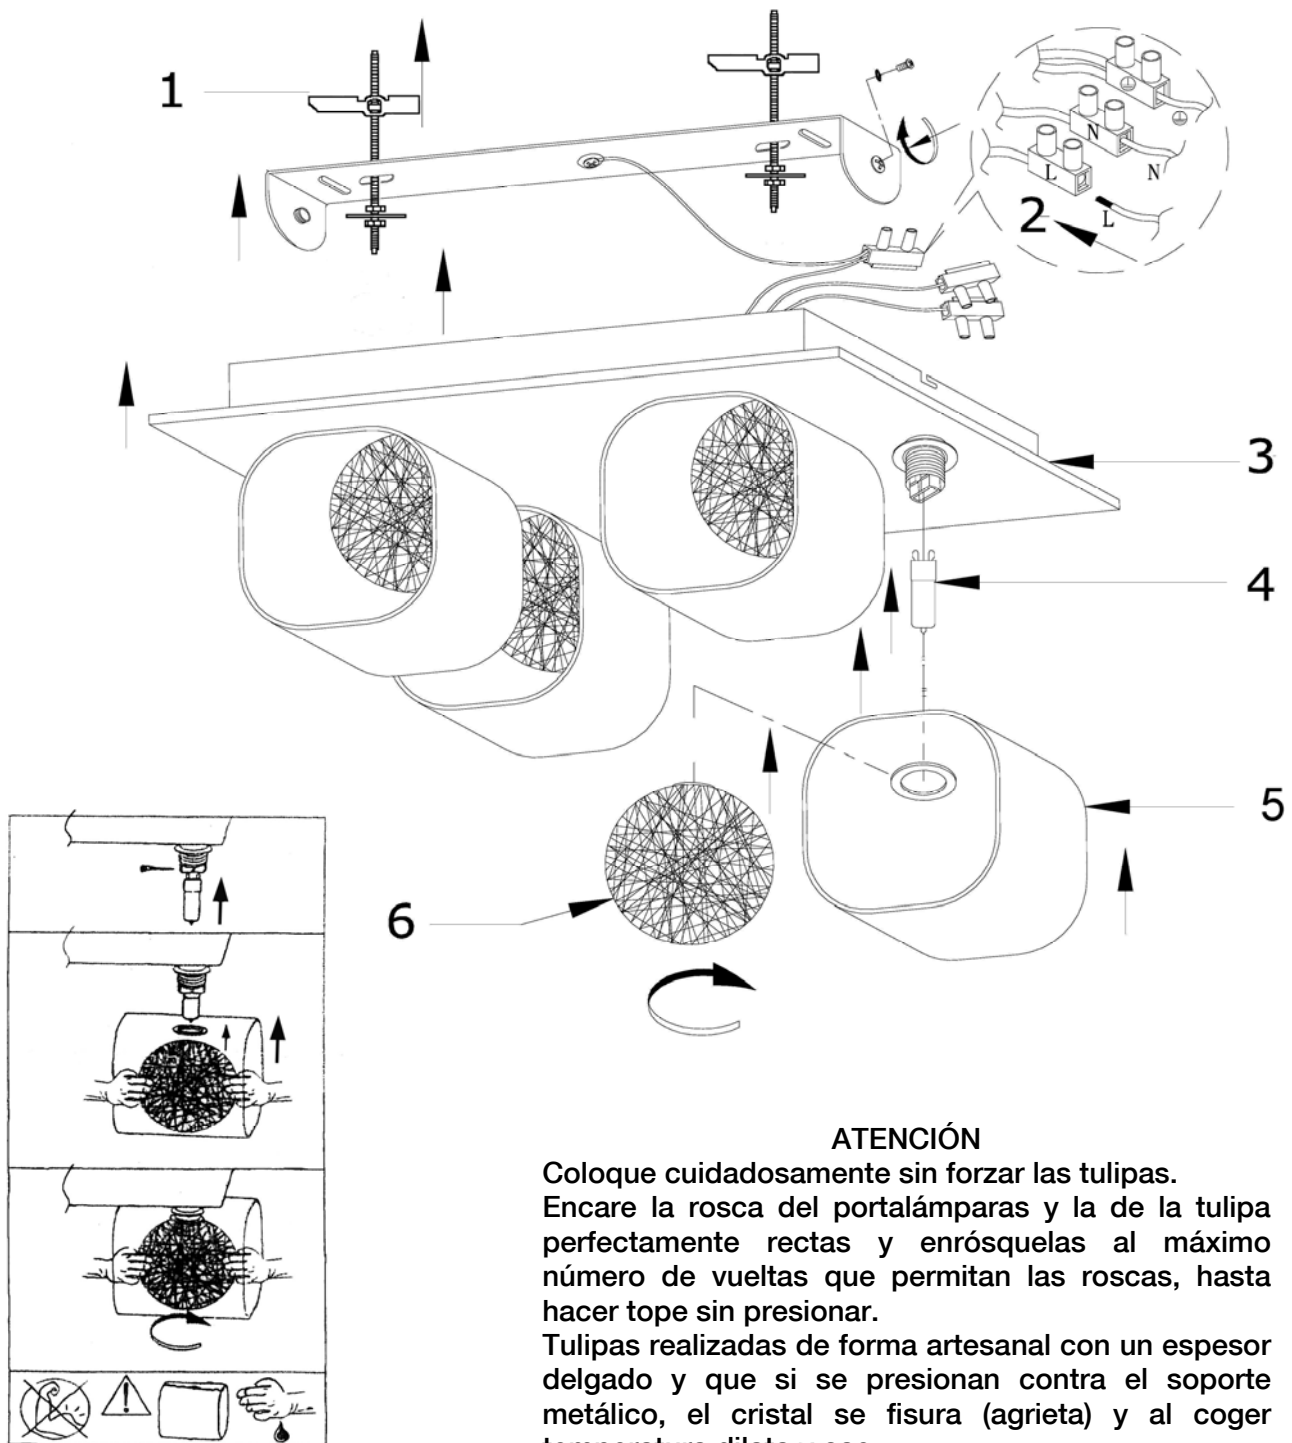 1
N
L
N
L
2
3
4
5
6
ATENCIÓN
Coloque cuidadosamente sin forzar las tulipas.
Encare la rosca del portalámparas y la de la tulipa
perfectamente rectas y enrósquelas al máximo
número de vueltas que permitan las roscas, hasta
hacer tope sin presionar.
Tulipas realizadas de forma artesanal con un espesor
delgado y que si se presionan contra el soporte
metálico, el cristal se fisura (agrieta) y al coger